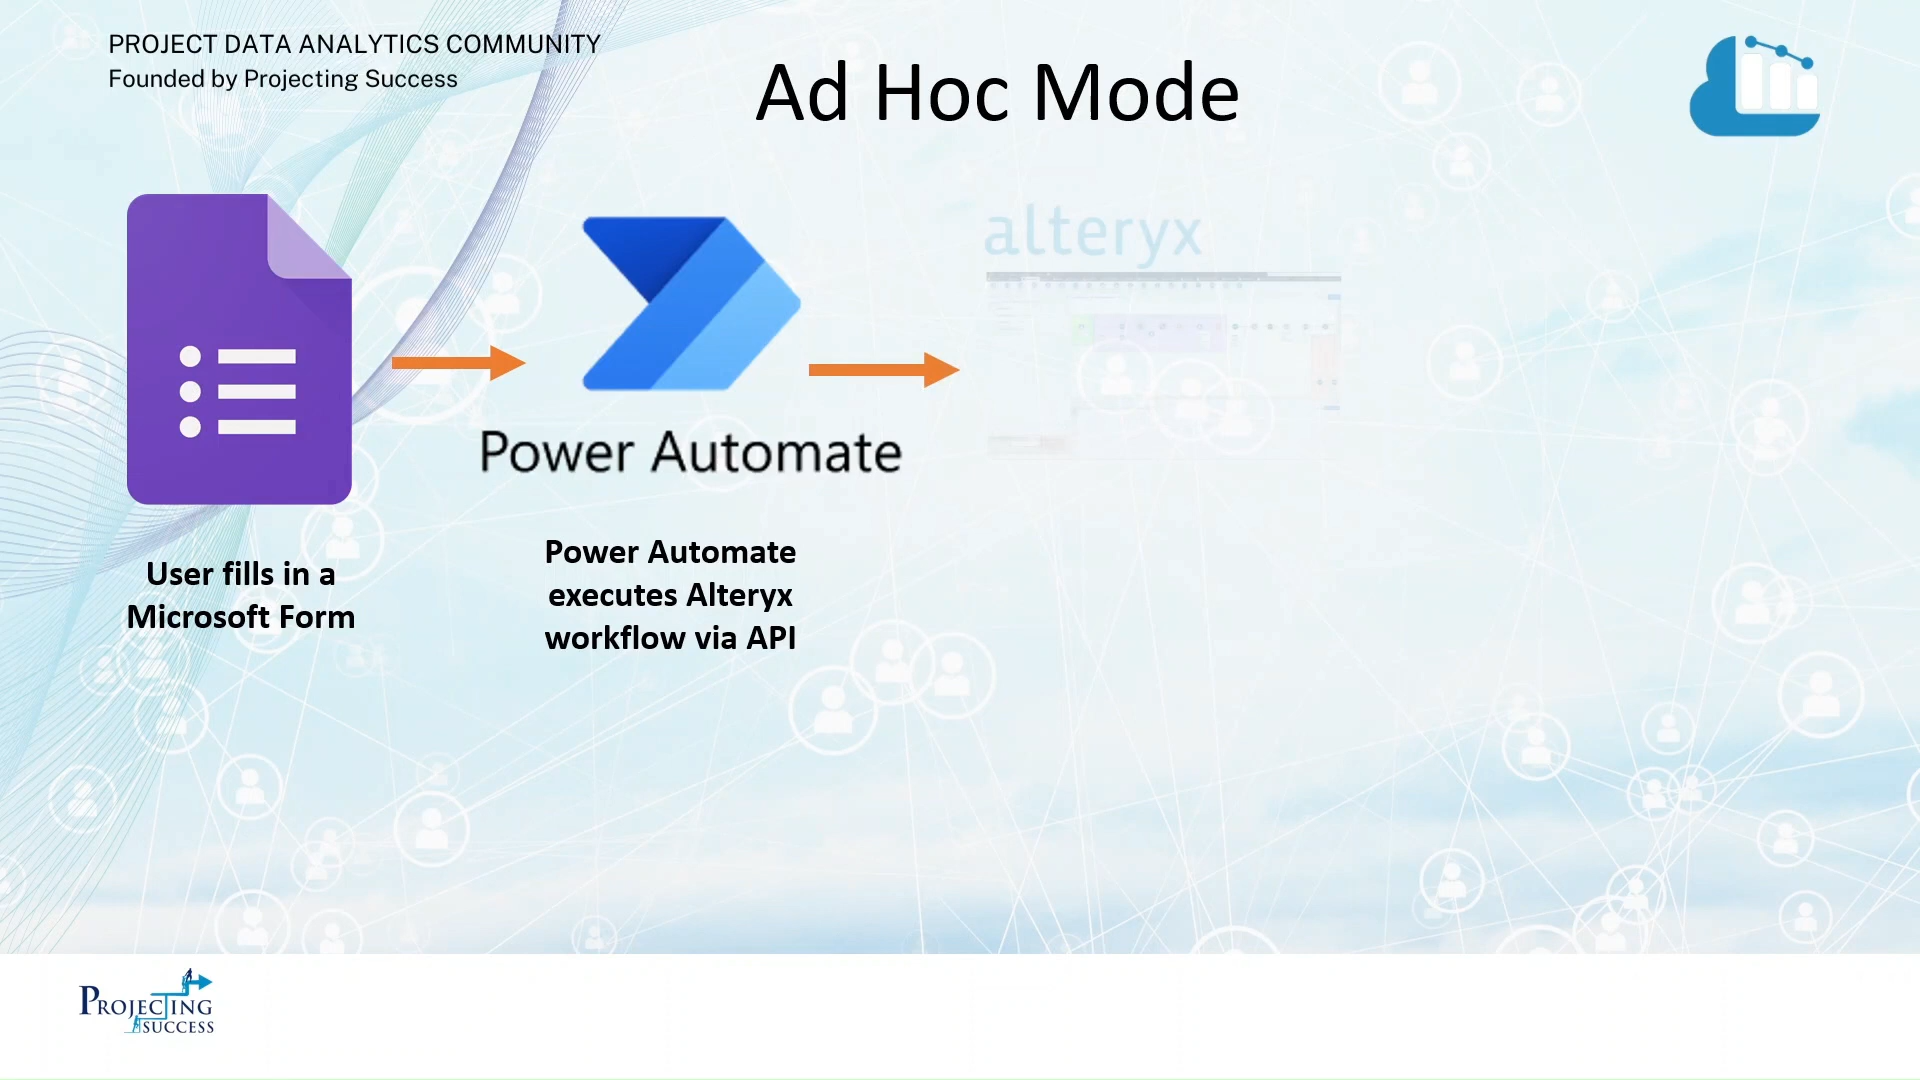 PROJECT DATA ANALYTICS COMMUNITY
Founded by Projecting Success
Ad Hoc Mode
alteryx
Power Automate
User fills in a
Microsoft Form
Power Automate
executes Alteryx
workflow via API
PROJECTING
SUCCESS